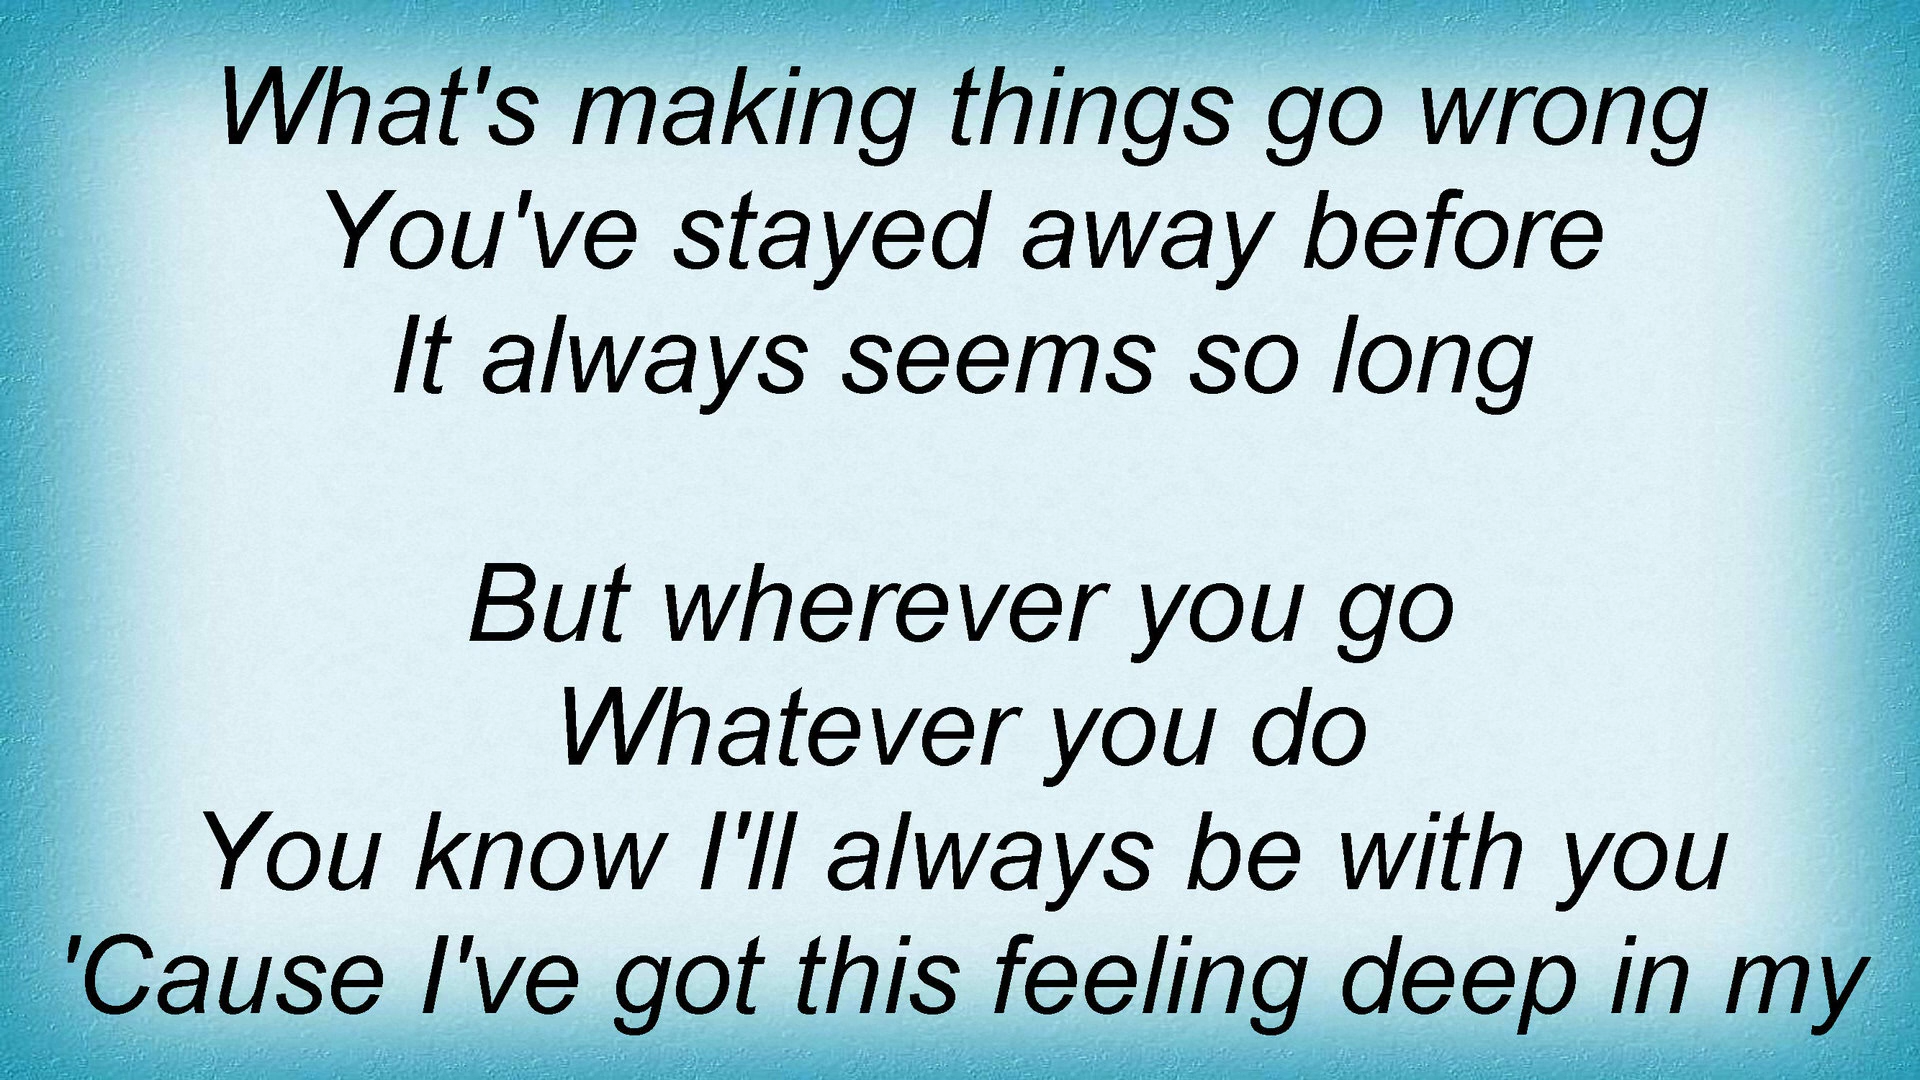 What's making things go wrong
You've stayed away before
It always seems so long
But wherever you go
Whatever you do
You know I'll always be with you
'Cause I've got this feeling deep in my